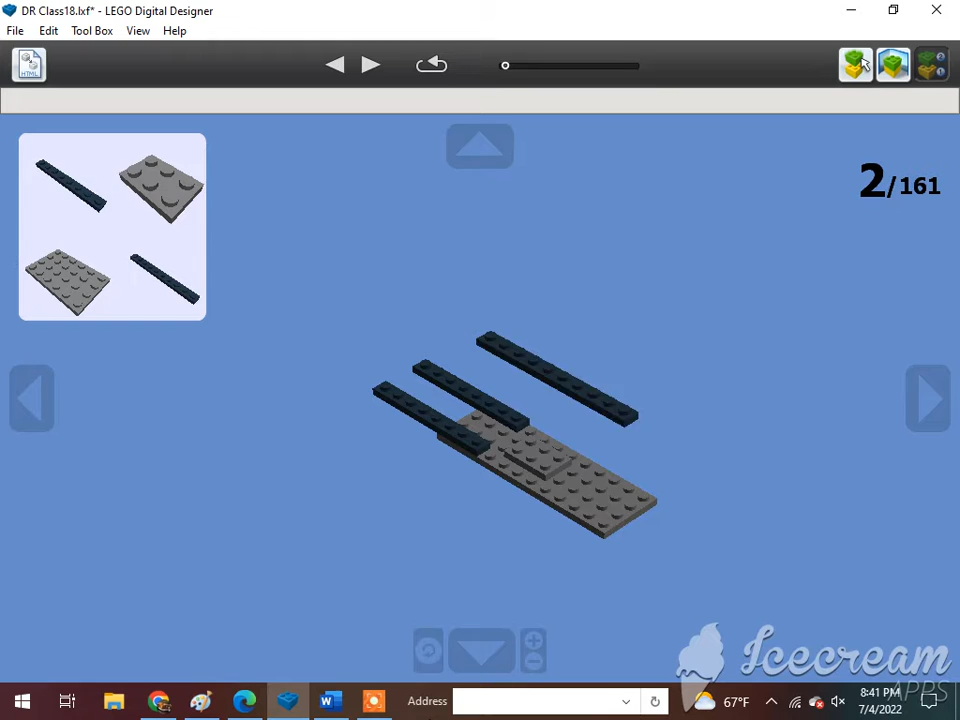 DR Class18.lxf* - LEGO Digital Designer
File Edit Tool Box View Help
HTML
2/161
Icecream
APPS
Address
67°F
8:41 PM
7/4/2022